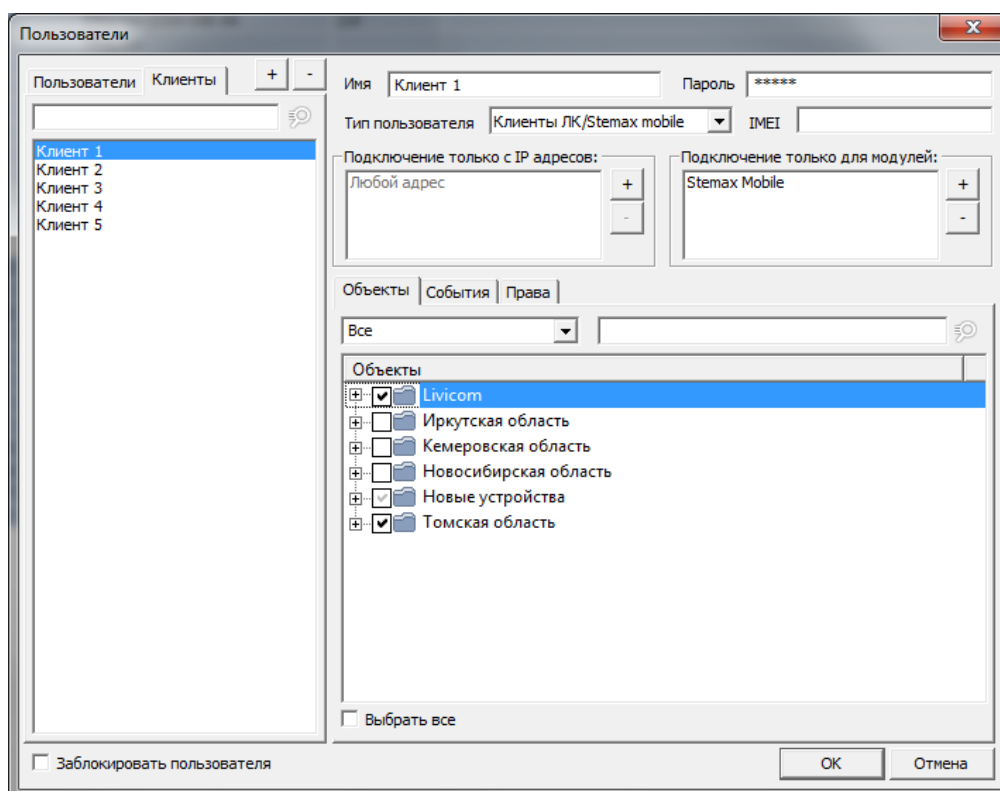 Пользователи
Пользователи Клиенты + -
Клиент 1
Клиент 2
Клиент 3
Клиент 4
Клиент 5
Имя Клиент 1 Пароль *****
Тип пользователя Клиенты ЛК/Stemax mobile IMEI
Подключение только с IP адресов: Подключение только для модулей:
Любой адрес + Stemax Mobile +
- -
Объекты События Права
Все
Объекты
Livicom
Иркутская область
Кемеровская область
Новосибирская область
Новые устройства
Томская область
Выбрать все
Заблокировать пользователя OK Отмена